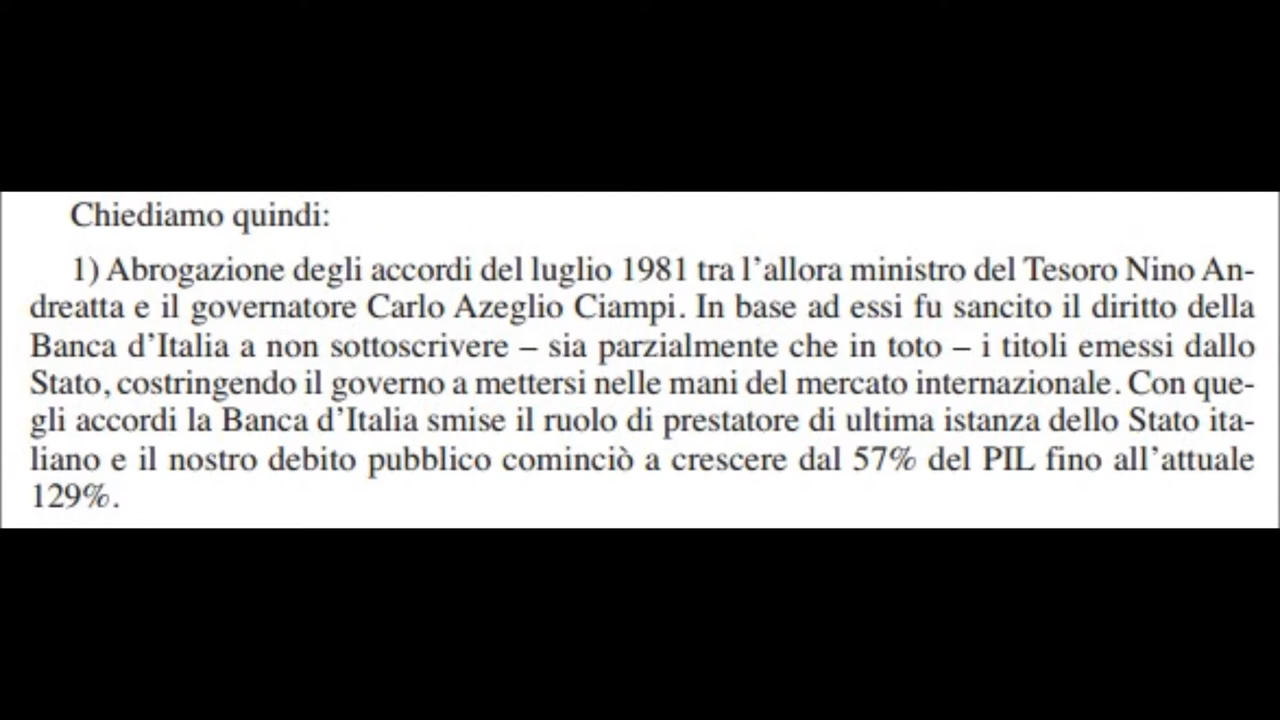 Chiediamo quindi:
1) Abrogazione degli accordi del luglio 1981 tra l'allora ministro del Tesoro Nino An-
dreatta e il governatore Carlo Azeglio Ciampi. In base ad essi fu sancito il diritto della
Banca d'Italia a non sottoscrivere – sia parzialmente che in toto – i titoli emessi dallo
Stato, costringendo il governo a mettersi nelle mani del mercato internazionale. Con que-
gli accordi la Banca d'Italia smise il ruolo di prestatore di ultima istanza dello Stato ita-
liano e il nostro debito pubblico cominciò a crescere dal 57% del PIL fino all'attuale
129%.